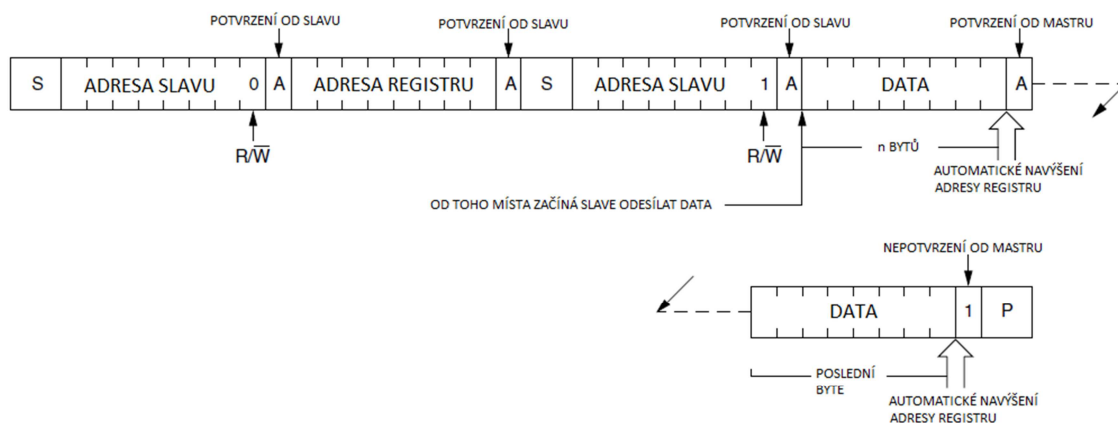 POTVRZENÍ OD SLAVU
POTVRZENÍ OD SLAVU
POTVRZENÍ OD SLAVU
POTVRZENÍ OD MASTRU
S ADRESA SLAVU 0 A ADRESA REGISTRU A S ADRESA SLAVU 1 A DATA A
R/W̅
R/W̅
n BYTŮ
AUTOMATICKÉ NAVÝŠENÍ
ADRESY REGISTRU
OD TOHO MÍSTA ZAČÍNÁ SLAVE ODESÍLAT DATA
NEPOTVRZENÍ OD MASTRU
DATA 1 P
POSLEDNÍ
BYTE
AUTOMATICKÉ NAVÝŠENÍ
ADRESY REGISTRU